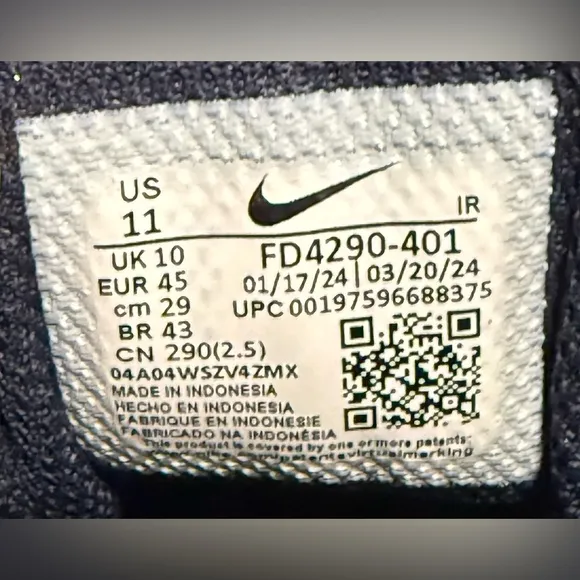 US
11
IR
UK 10
FD4290-401
EUR 45
01/17/24 | 03/20/24
cm 29
UPC 00197596688375
BR 43
CN 290(2.5)
04A04WSZV4ZMX
MADE IN INDONESIA
HECHO EN INDONESIA
FABRIQUE EN INDONESIE
FABRICADO NA INDONÉSIA
This product is covered by one or more patents: